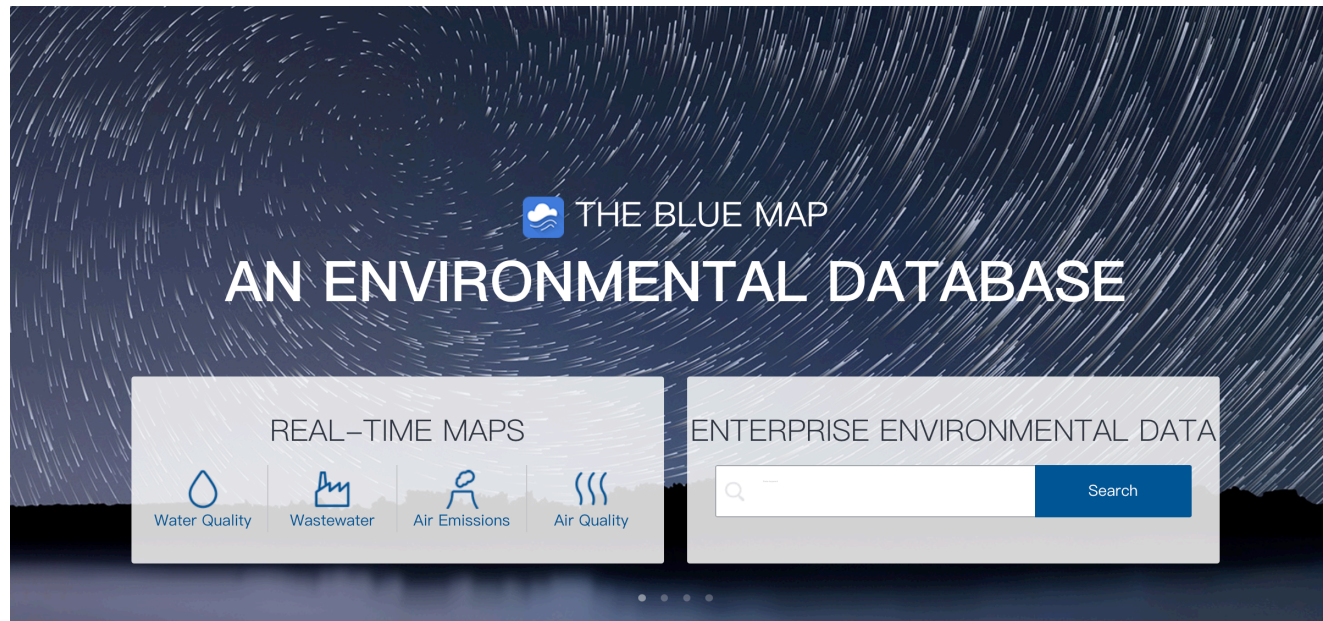 THE BLUE MAP
AN ENVIRONMENTAL DATABASE
REAL-TIME MAPS
Water Quality
Wastewater
Air Emissions
Air Quality
ENTERPRISE ENVIRONMENTAL DATA
Search